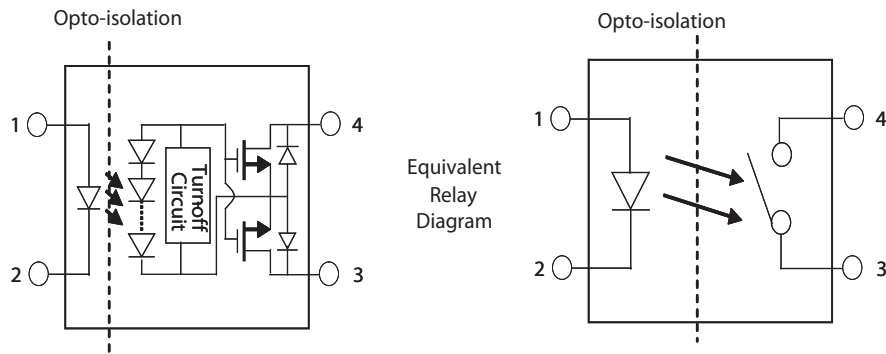 Opto-isolation
1
2
Turnoff
Circuit
4
3
Equivalent
Relay
Diagram
Opto-isolation
1
2
4
3